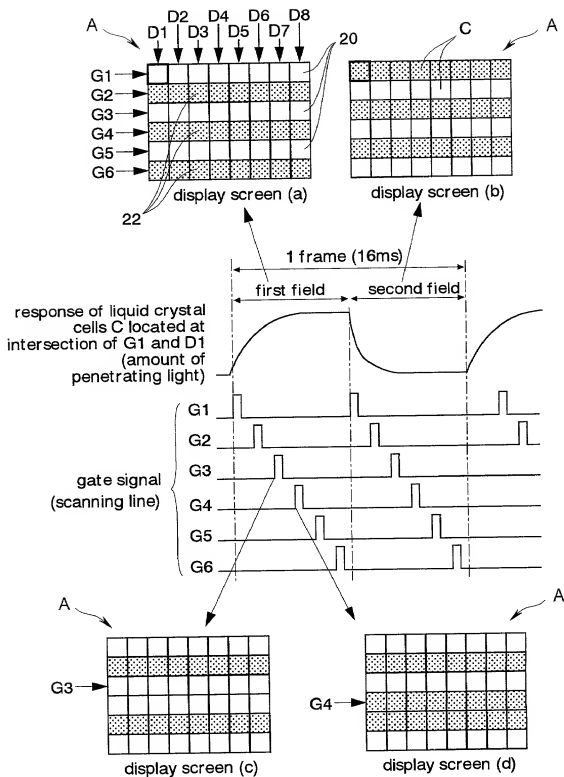 A
D2 D4 D6 D8
D1 D3 D5 D7
20
C
A
G1
G2
G3
G4
G5
G6
22
display screen (a)
display screen (b)
1 frame (16ms)
first field
second field
response of liquid crystal
cells C located at
intersection of G1 and D1
(amount of
penetrating light)
G1
G2
G3
G4
G5
G6
gate signal
(scanning line)
A
A
G3
G4
display screen (c)
display screen (d)